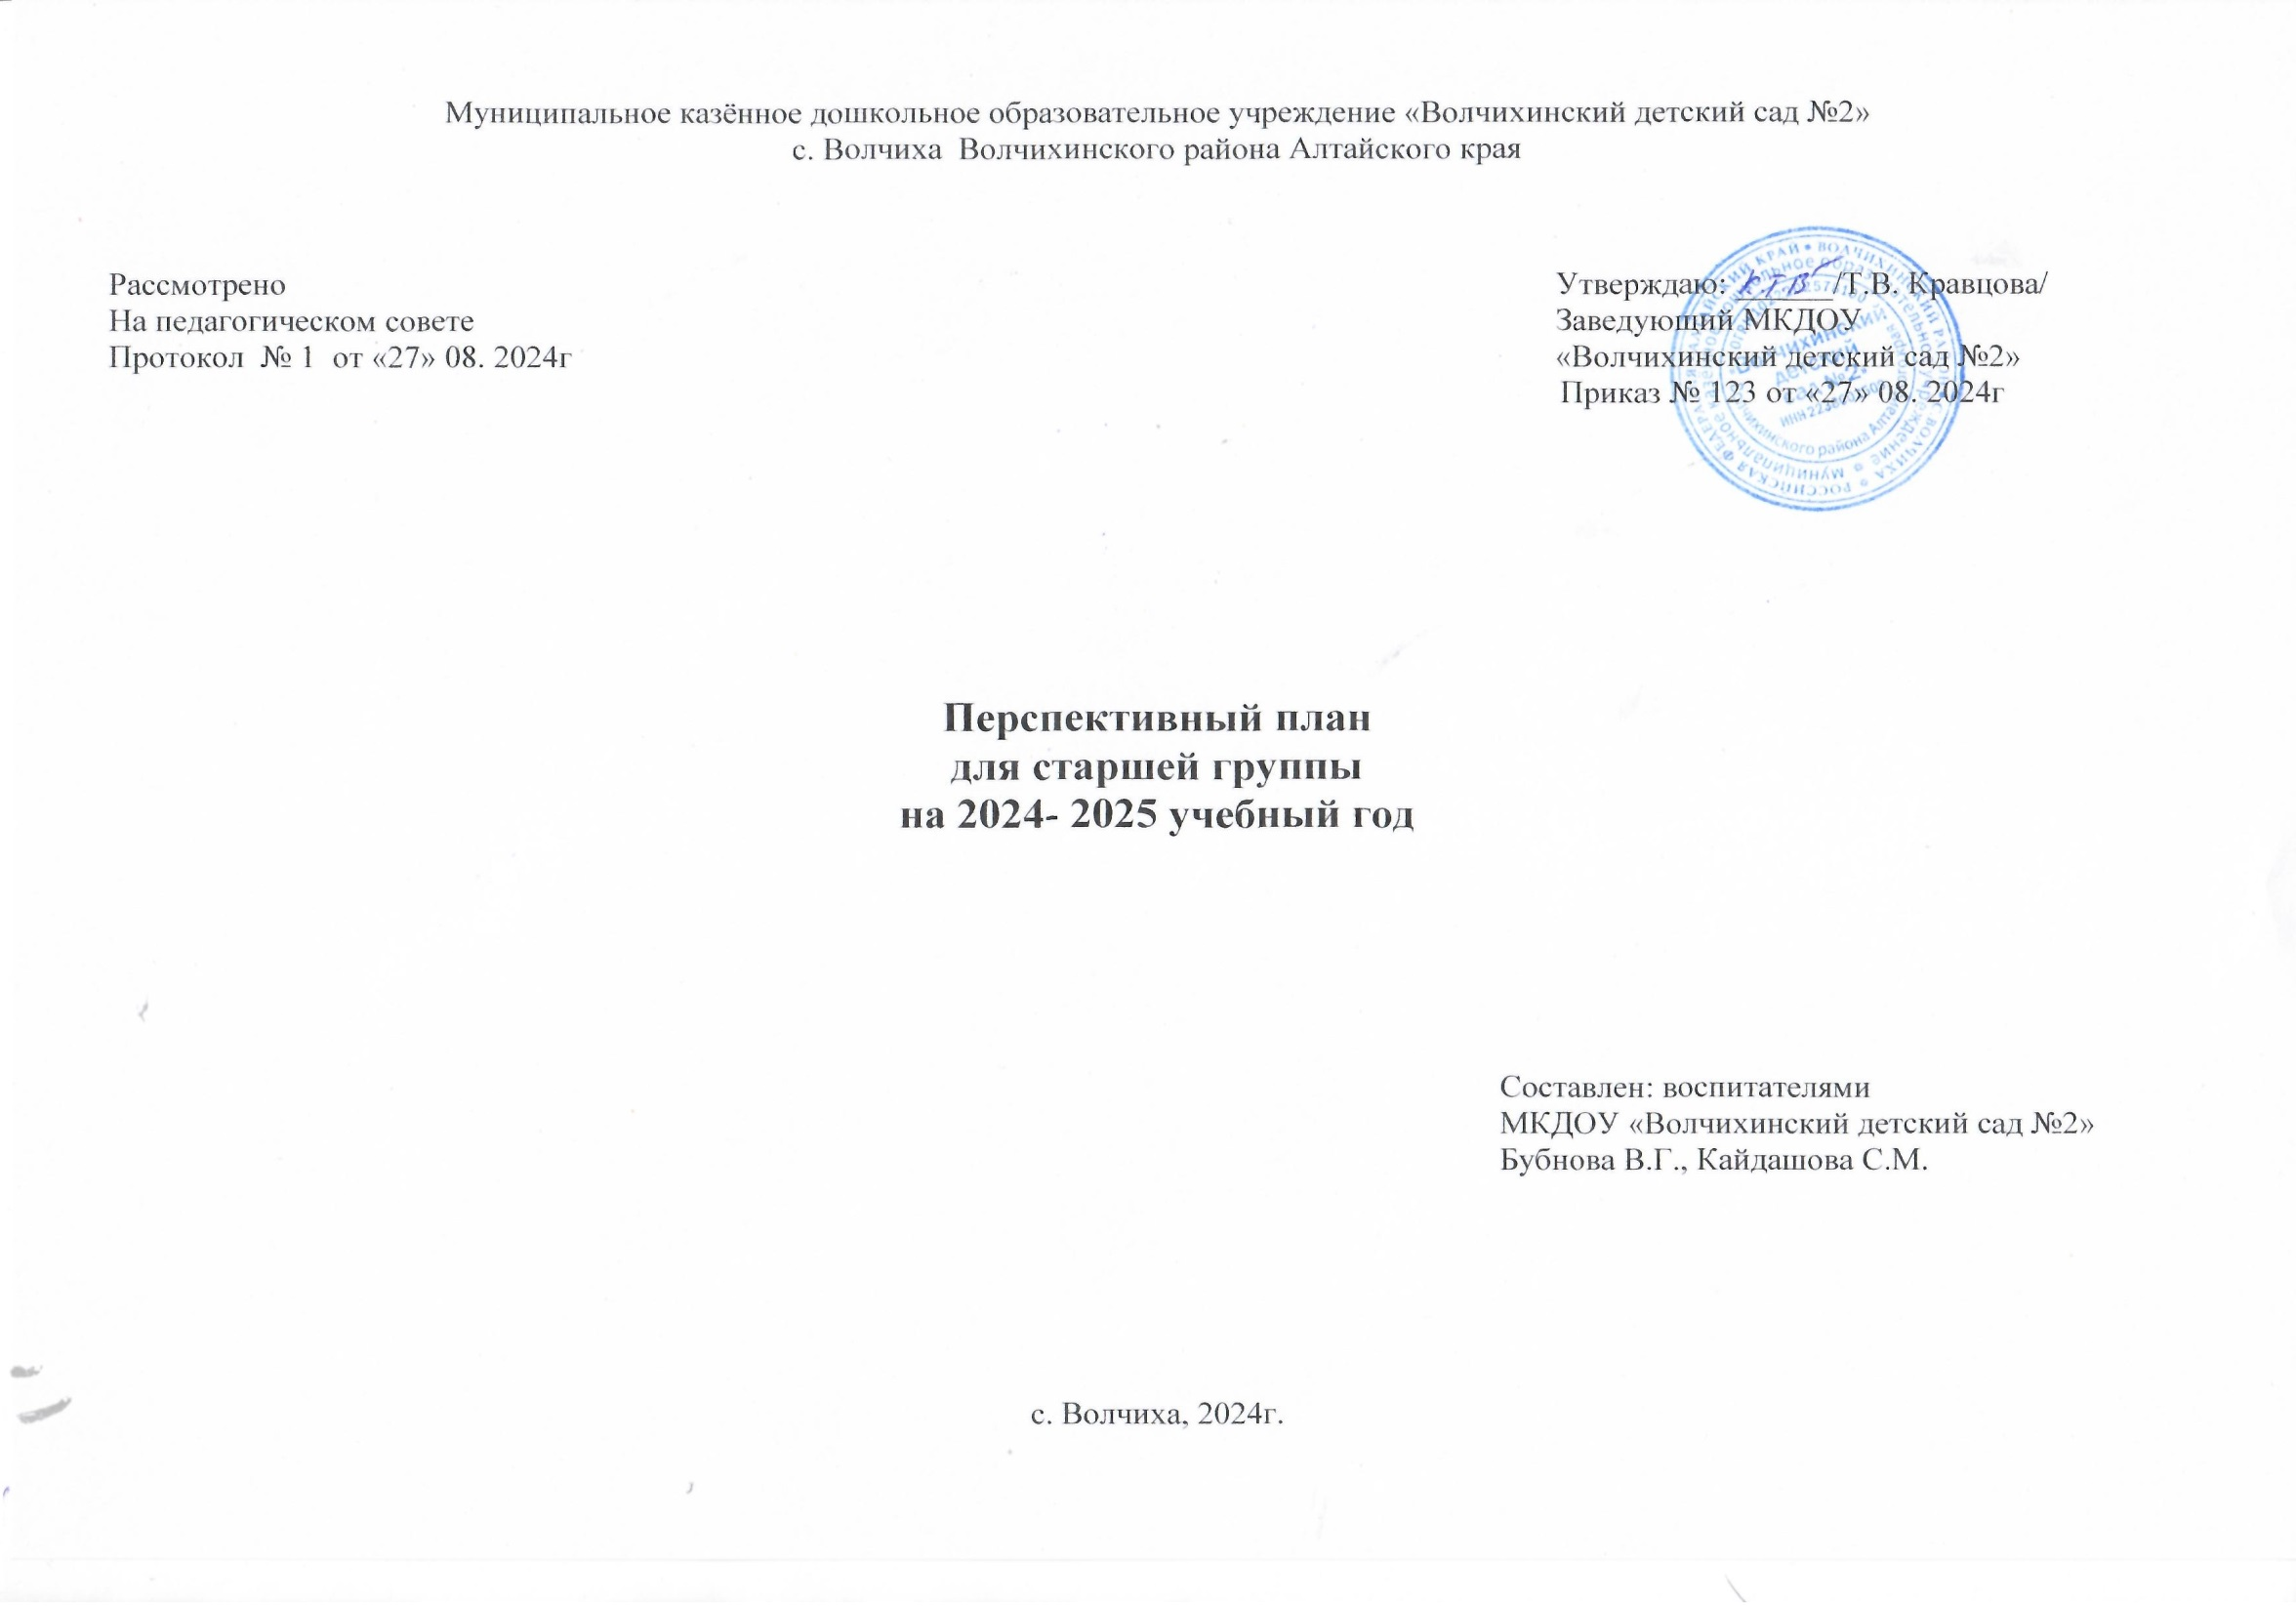 Муниципальное казённое дошкольное образовательное учреждение «Волчихинский детский сад №2»
с. Волчиха Волчихинского района Алтайского края
Рассмотрено
На педагогическом совете
Протокол № 1 от «27» 08. 2024г
Утверждаю: /Т.В. Кравцова/
Заведующий МКДОУ
«Волчихинский детский сад №2»
Приказ № 123 от «27» 08. 2024г
Перспективный план
для старшей группы
на 2024- 2025 учебный год
Составлен: воспитателями
МКДОУ «Волчихинский детский сад №2»
Бубнова В.Г., Кайдашова С.М.
с. Волчиха, 2024г.